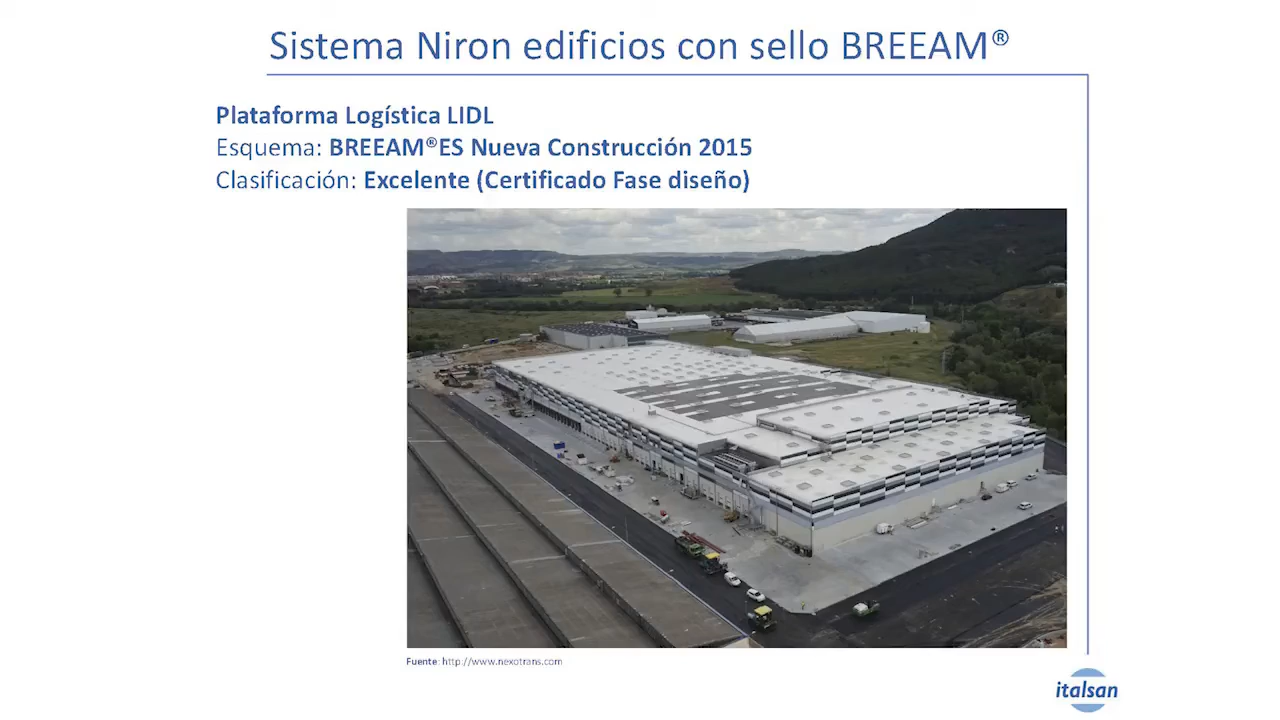 Sistema Niron edificios con sello BREEAM®
Plataforma Logística LIDL
Esquema: BREEAM®ES Nueva Construcción 2015
Clasificación: Excelente (Certificado Fase diseño)
Fuente: http://www.nexotrans.com
italsan